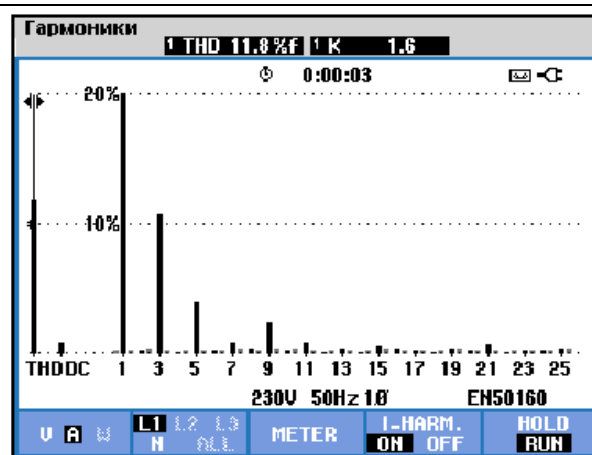 Гармоники
1 THD 11.8%f 1 K 1.6
0:00:03
20%
10%
THD DC 1 3 5 7 9 11 13 15 17 19 21 23 25
230V 50Hz 1Ø EN50160
V A W L1 L2 L3 METER I-HARM. HOLD
N ALL ON OFF RUN